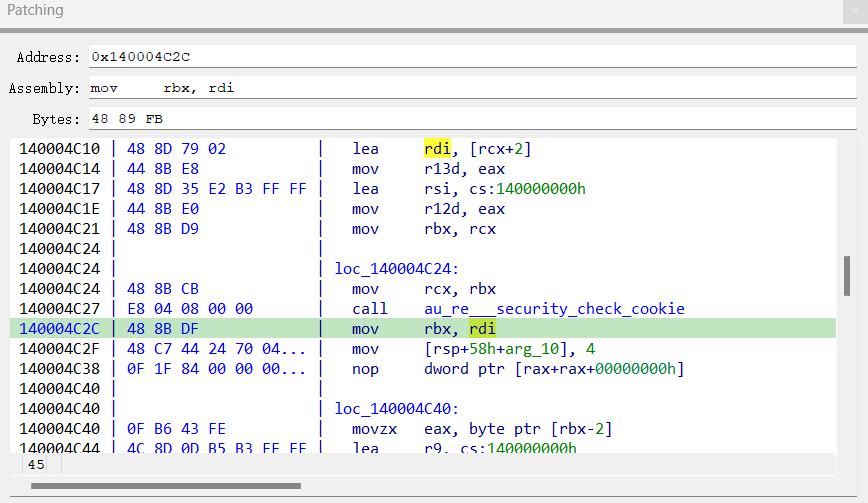 Patching
×
Address: 0x140004C2C
Assembly: mov     rbx, rdi
Bytes: 48 89 FB
140004C10 | 48 8D 79 02          | lea     rdi, [rcx+2]
140004C14 | 44 8B E8             | mov     r13d, eax
140004C17 | 48 8D 35 E2 B3 FF FF | lea     rsi, cs:140000000h
140004C1E | 44 8B E0             | mov     r12d, eax
140004C21 | 48 8B D9             | mov     rbx, rcx
140004C24 |                      |
140004C24 |                      | loc_140004C24:
140004C24 | 48 8B CB             | mov     rcx, rbx
140004C27 | E8 04 08 00 00       | call    au_re___security_check_cookie
140004C2C | 48 8B DF             | mov     rbx, rdi
140004C2F | 48 C7 44 24 70 04... | mov     [rsp+58h+arg_10], 4
140004C38 | 0F 1F 84 00 00 00... | nop     dword ptr [rax+rax+00000000h]
140004C40 |                      |
140004C40 |                      | loc_140004C40:
140004C40 | 0F B6 43 FE          | movzx   eax, byte ptr [rbx-2]
140004C44 | 4C 8D 0D B5 B3 FF FF | lea     r9, cs:140000000h
45